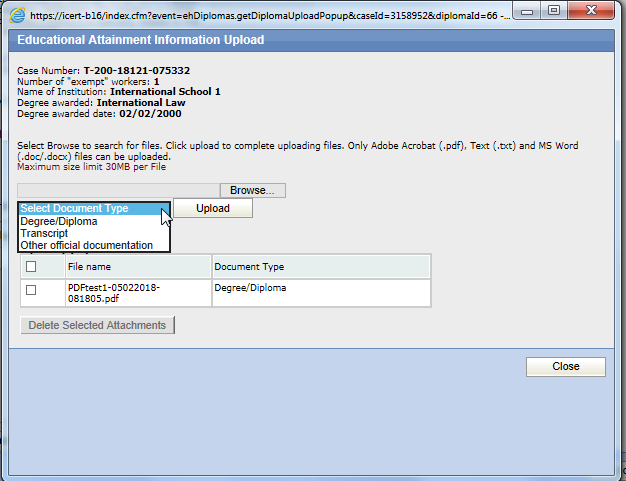 https://icert-b16/index.cfm?event=ehDiplomas.getDiplomaUploadPopup&caseId=3158952&diplomaId=66 -...
Educational Attainment Information Upload
Case Number: T-200-18121-075332
Number of "exempt" workers: 1
Name of Institution: International School 1
Degree awarded: International Law
Degree awarded date: 02/02/2000
Select Browse to search for files. Click upload to complete uploading files. Only Adobe Acrobat (.pdf), Text (.txt) and MS Word
(.doc/.docx) files can be uploaded.
Maximum size limit 30MB per File
Browse...
Select Document Type
Upload
Degree/Diploma
Transcript
Other official documentation
File name
Document Type
PDFtest1-05022018-
081805.pdf
Degree/Diploma
Delete Selected Attachments
Close